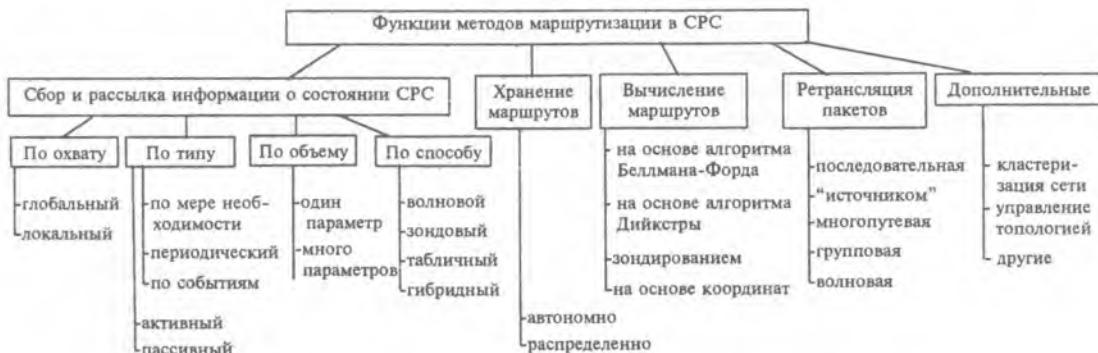 Функции методов маршрутизации в СРС
Сбор и рассылка информации о состоянии СРС
По охвату
-глобальный
-локальный
По типу
-по мере необ-
ходимости
-периодический
-по событиям
-активный
-пассивный
По объему
-один
параметр
-много
параметров
По способу
-волновой
-зондовый
-табличный
-гибридный
Хранение
маршрутов
-автономно
-распределенно
Вычисление
маршрутов
-на основе алгоритма
Беллмана-Форда
-на основе алгоритма
Дийкстры
-зондированием
-на основе координат
Ретрансляция
пакетов
-последовательная
-“источником”
-многопутевая
-групповая
-волновая
Дополнительные
-кластери-
зация сети
-управление
топологией
-другие